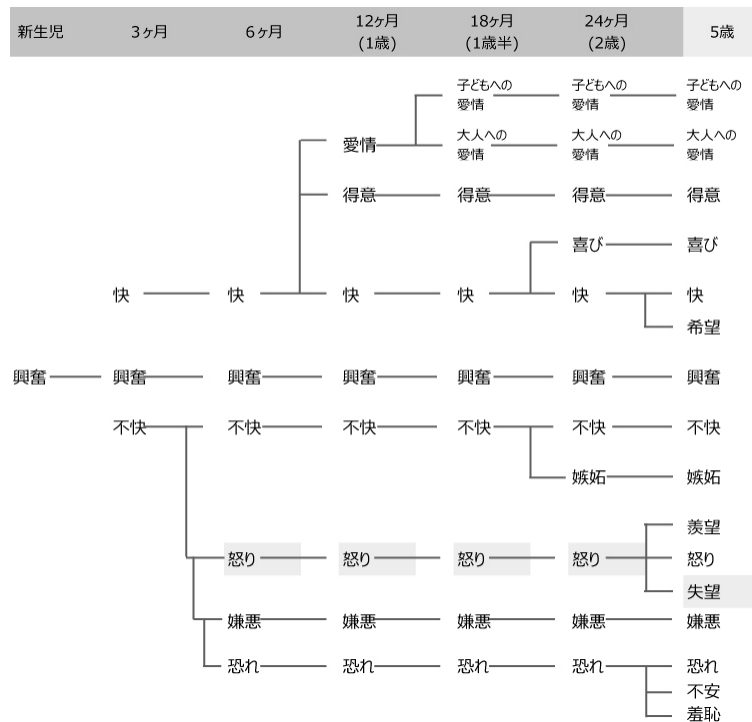 新生児 3ヶ月 6ヶ月 12ヶ月 18ヶ月 24ヶ月 5歳
(1歳) (1歳半) (2歳)
子どもへの 子どもへの 子どもへの
愛情 愛情 愛情
愛情 大人への 大人への 大人への
愛情 愛情 愛情
得意 得意 得意 得意
喜び 喜び
快 快 快 快 快 快
希望
興奮 興奮 興奮 興奮 興奮 興奮 興奮
不快 不快 不快 不快 不快 不快
嫉妬 嫉妬
羨望
怒り 怒り 怒り 怒り 怒り
失望
嫌悪 嫌悪 嫌悪 嫌悪 嫌悪
恐れ 恐れ 恐れ 恐れ 恐れ
不安
羞恥